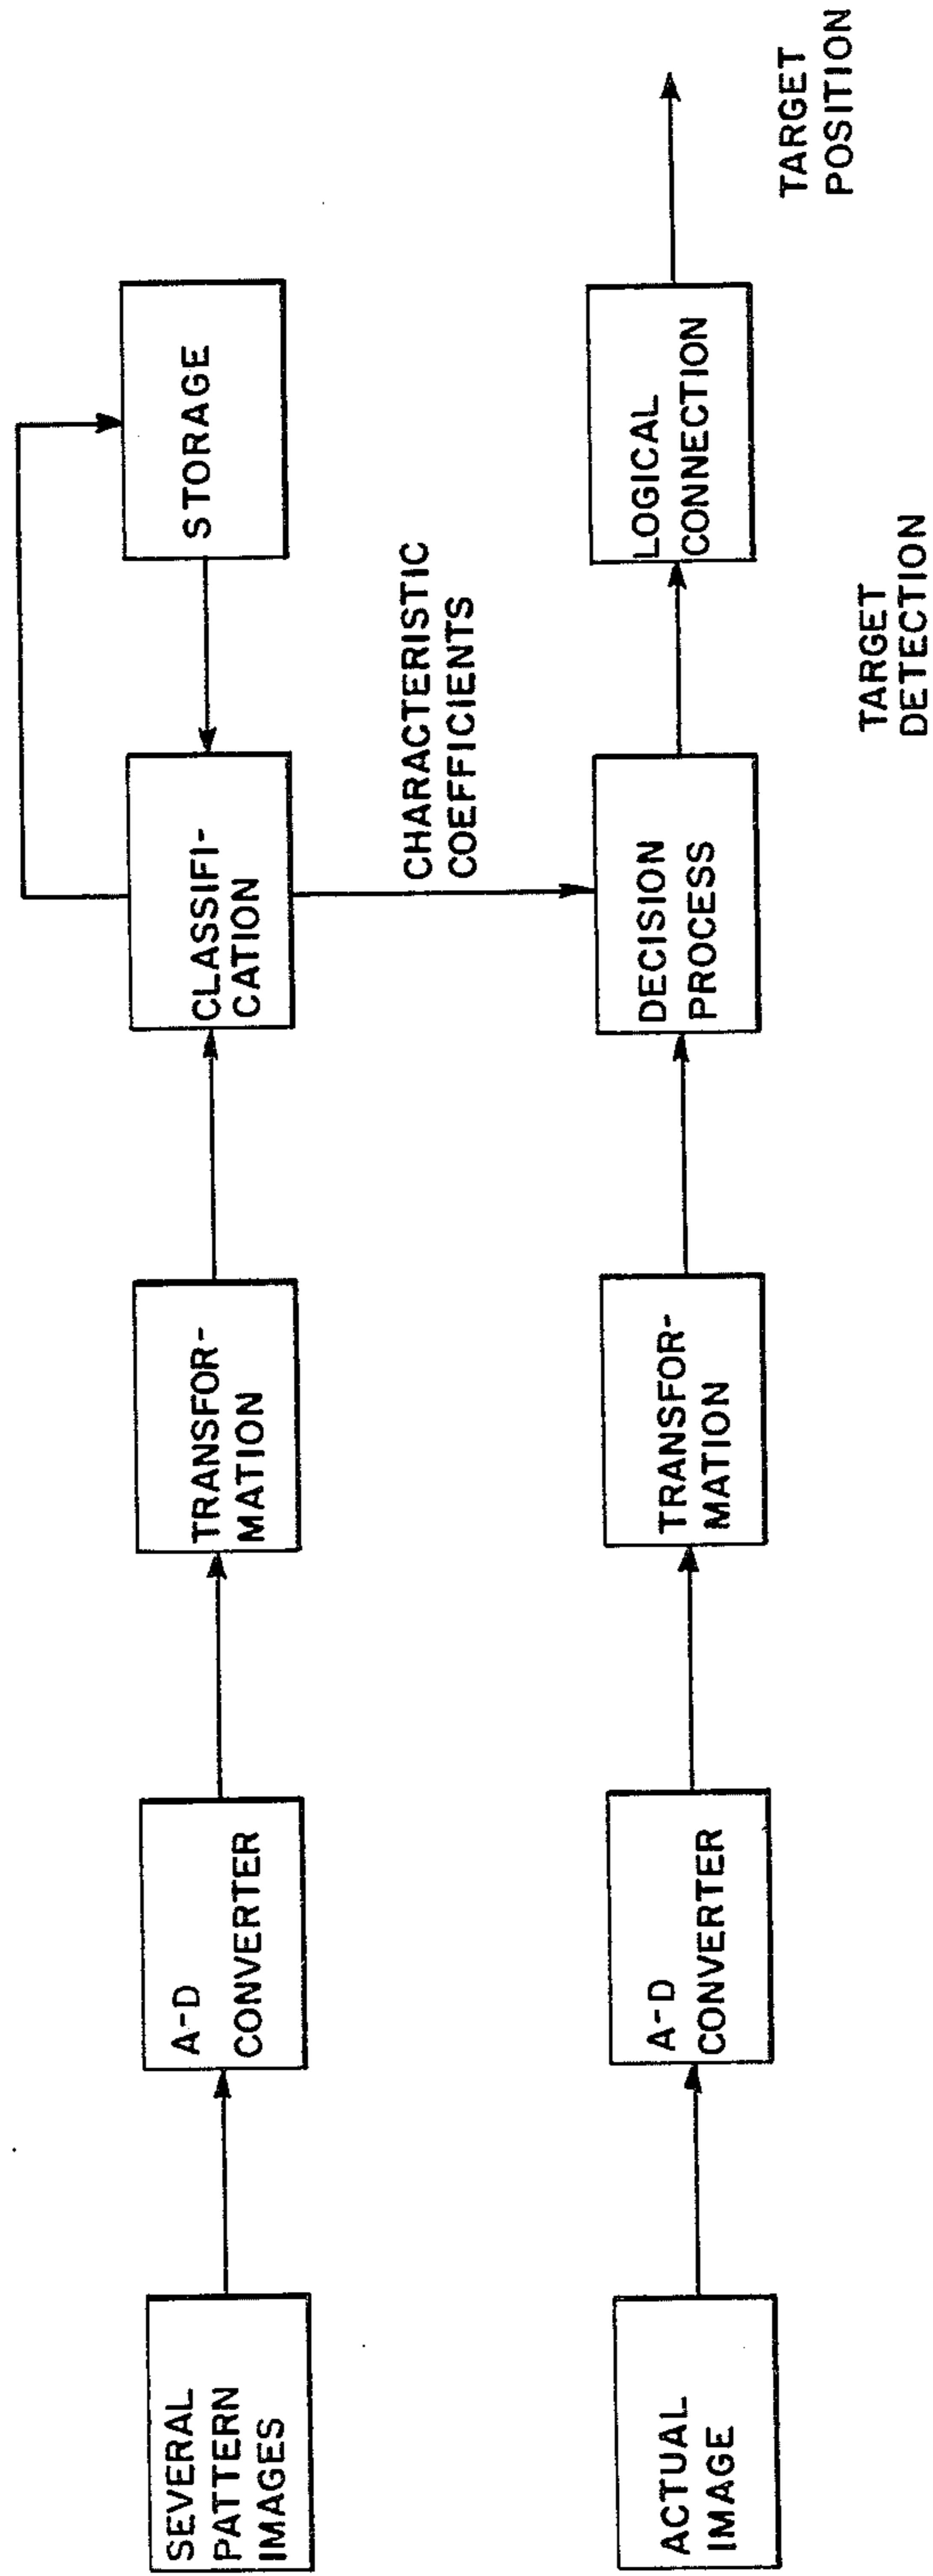 SEVERAL
PATTERN
IMAGES
A-D
CONVERTER
TRANSFOR-
MATION
CLASSIFI-
CATION
STORAGE
CHARACTERISTIC
COEFFICIENTS
ACTUAL
IMAGE
A-D
CONVERTER
TRANSFOR-
MATION
DECISION
PROCESS
LOGICAL
CONNECTION
TARGET
POSITION
TARGET
DETECTION